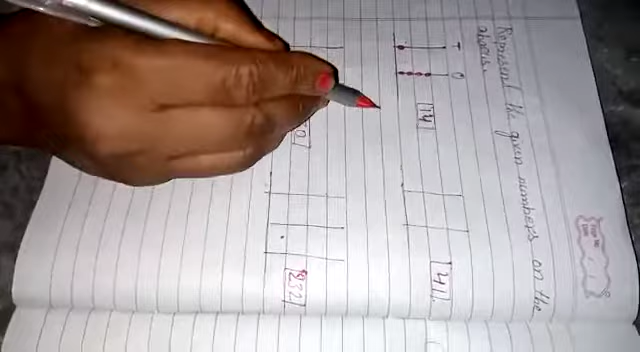 Represent the given numbers on the
abacus.
T O
14
41
232